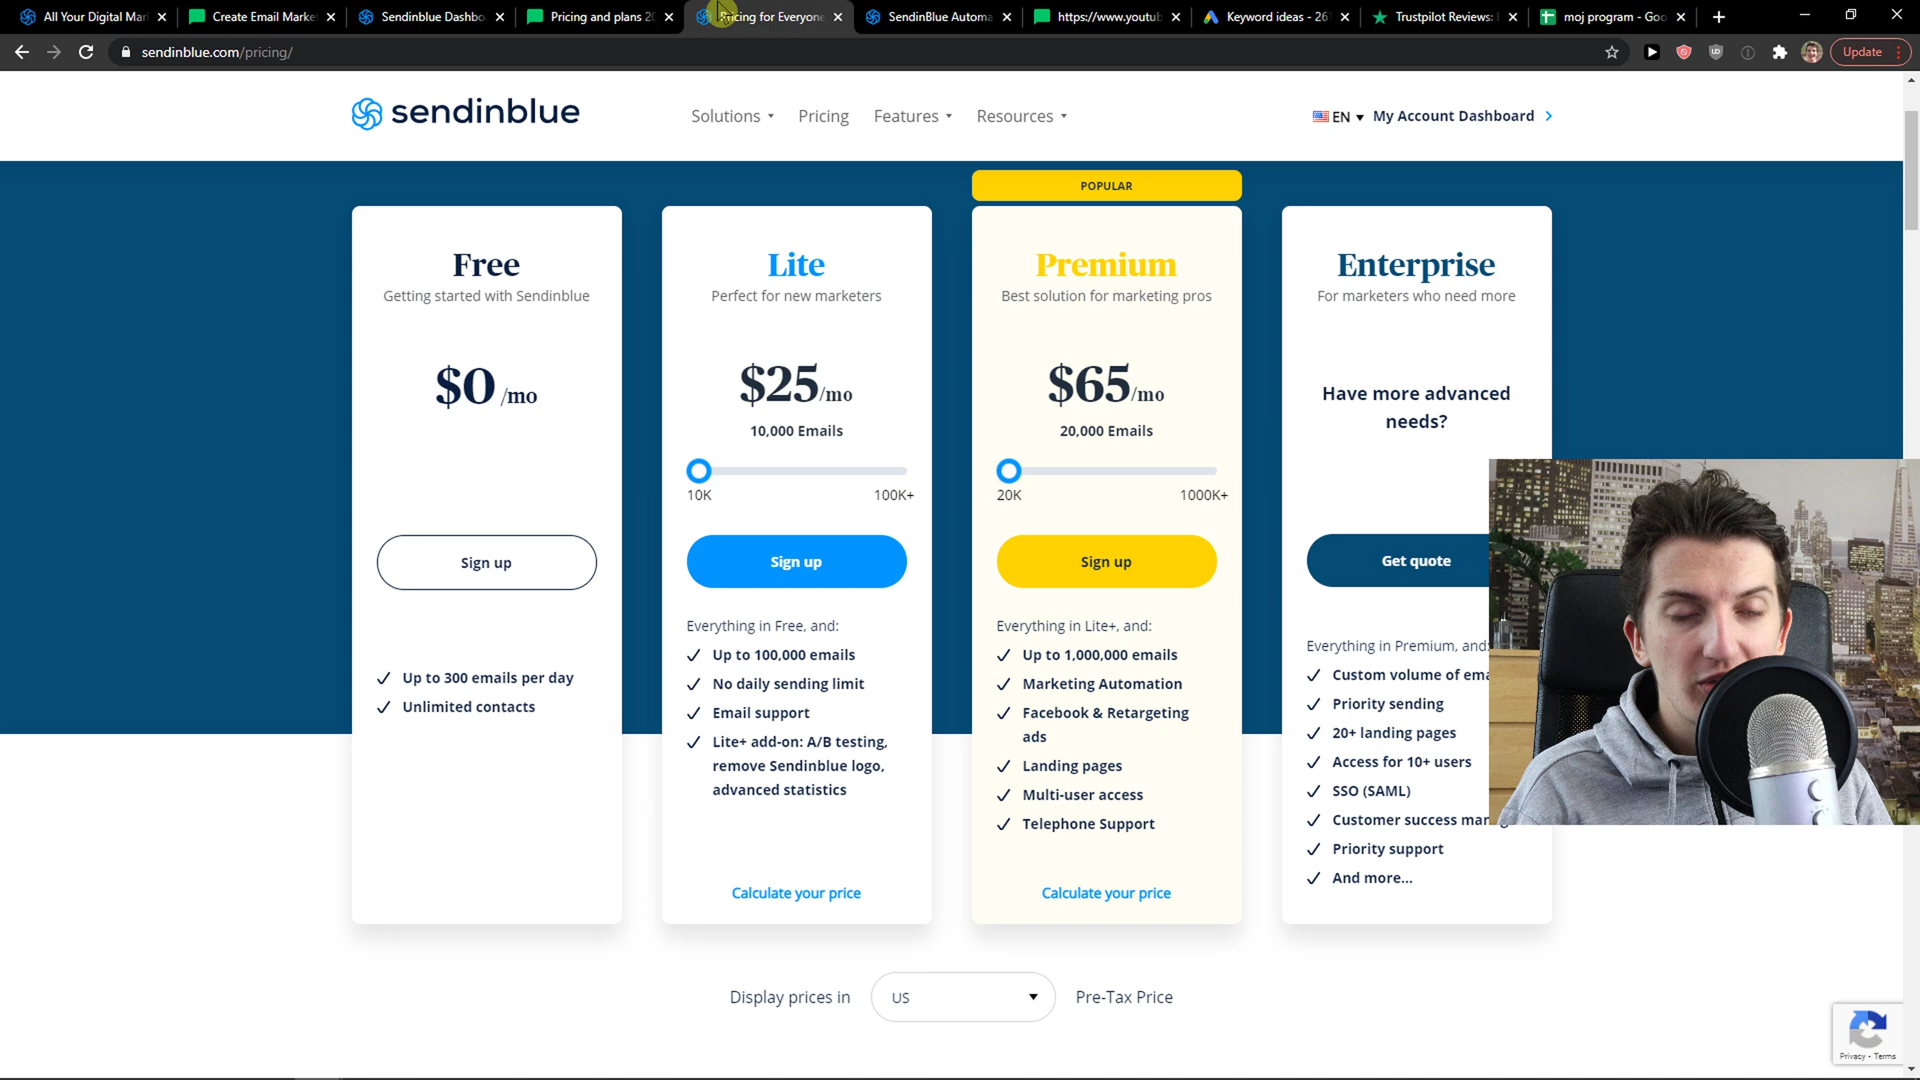 All Your Digital Mar
Create Email Marke
Sendinblue Dashbo
Pricing and plans 20
Pricing for Everyone
SendinBlue Automa
https://www.youtub
Keyword ideas - 261
Trustpilot Reviews:
moj program - Goo
sendinblue.com/pricing/
Update
sendinblue
Solutions
Pricing
Features
Resources
EN
My Account Dashboard
POPULAR
Free
Getting started with Sendinblue
$0 /mo
Sign up
Up to 300 emails per day
Unlimited contacts
Lite
Perfect for new marketers
$25/mo
10,000 Emails
10K
100K+
Sign up
Everything in Free, and:
Up to 100,000 emails
No daily sending limit
Email support
Lite+ add-on: A/B testing,
remove Sendinblue logo,
advanced statistics
Calculate your price
Premium
Best solution for marketing pros
$65/mo
20,000 Emails
20K
1000K+
Sign up
Everything in Lite+, and:
Up to 1,000,000 emails
Marketing Automation
Facebook & Retargeting
ads
Landing pages
Multi-user access
Telephone Support
Calculate your price
Enterprise
For marketers who need more
Have more advanced
needs?
Get quote
Everything in Premium, and:
Custom volume of ema
Priority sending
20+ landing pages
Access for 10+ users
SSO (SAML)
Customer success manag
Priority support
And more...
Display prices in
US
Pre-Tax Price
Privacy - Terms